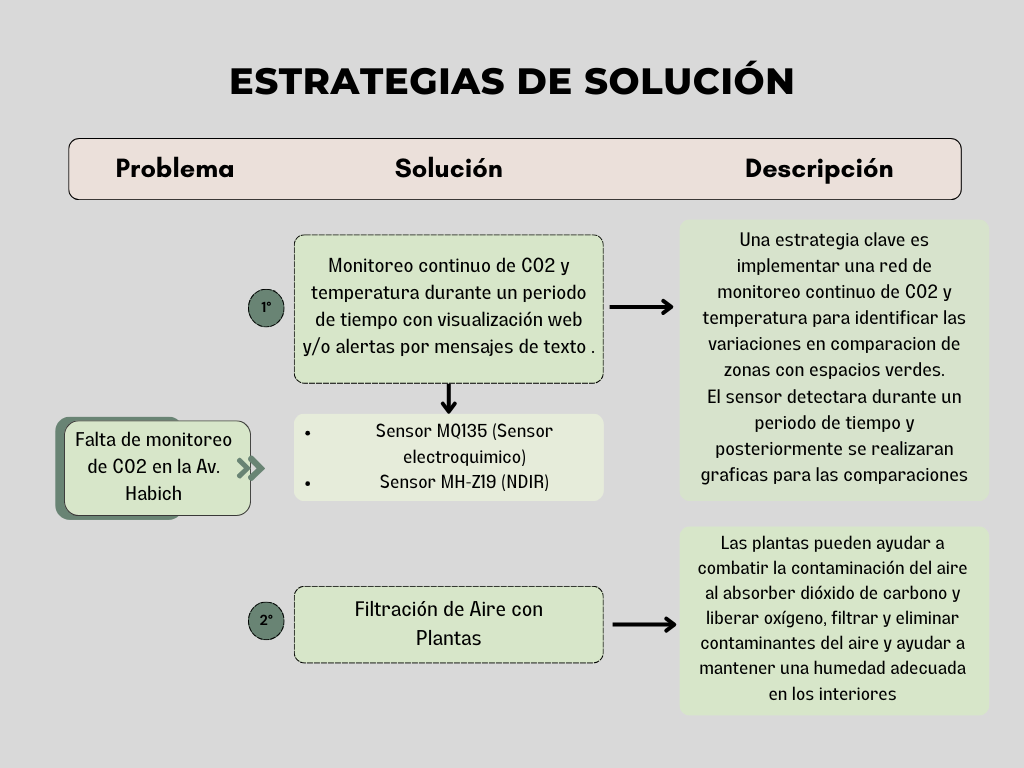 ESTRATEGIAS DE SOLUCIÓN
Problema
Solución
Descripción
Falta de monitoreo
de CO2 en la Av.
Habich
1°
Monitoreo continuo de CO2 y
temperatura durante un periodo
de tiempo con visualización web
y/o alertas por mensajes de texto .
• Sensor MQ135 (Sensor
electroquimico)
• Sensor MH-Z19 (NDIR)
Una estrategia clave es
implementar una red de
monitoreo continuo de CO2 y
temperatura para identificar las
variaciones en comparacion de
zonas con espacios verdes.
El sensor detectara durante un
periodo de tiempo y
posteriormente se realizaran
graficas para las comparaciones
2°
Filtración de Aire con
Plantas
Las plantas pueden ayudar a
combatir la contaminación del aire
al absorber dióxido de carbono y
liberar oxígeno, filtrar y eliminar
contaminantes del aire y ayudar a
mantener una humedad adecuada
en los interiores